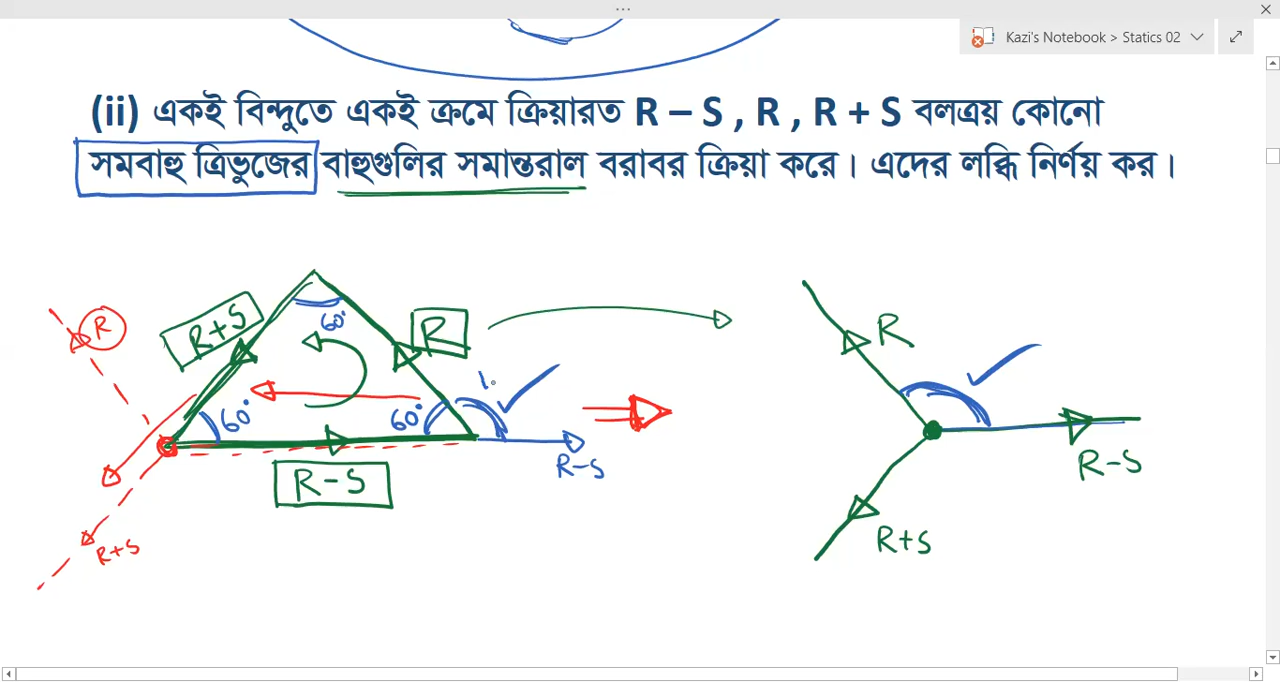 Kazi's Notebook > Statics 02
(ii) একই বিন্দুতে একই ক্রমে ক্রিয়ারত R – S , R , R + S বলত্রয় কোনো
সমবাহু ত্রিভুজের বাহুগুলির সমান্তরাল বরাবর ক্রিয়া করে। এদের লব্ধি নির্ণয় কর।
R
R+S
60°
R
60°
60°
R-S
R-S
R+S
R
R-S
R+S